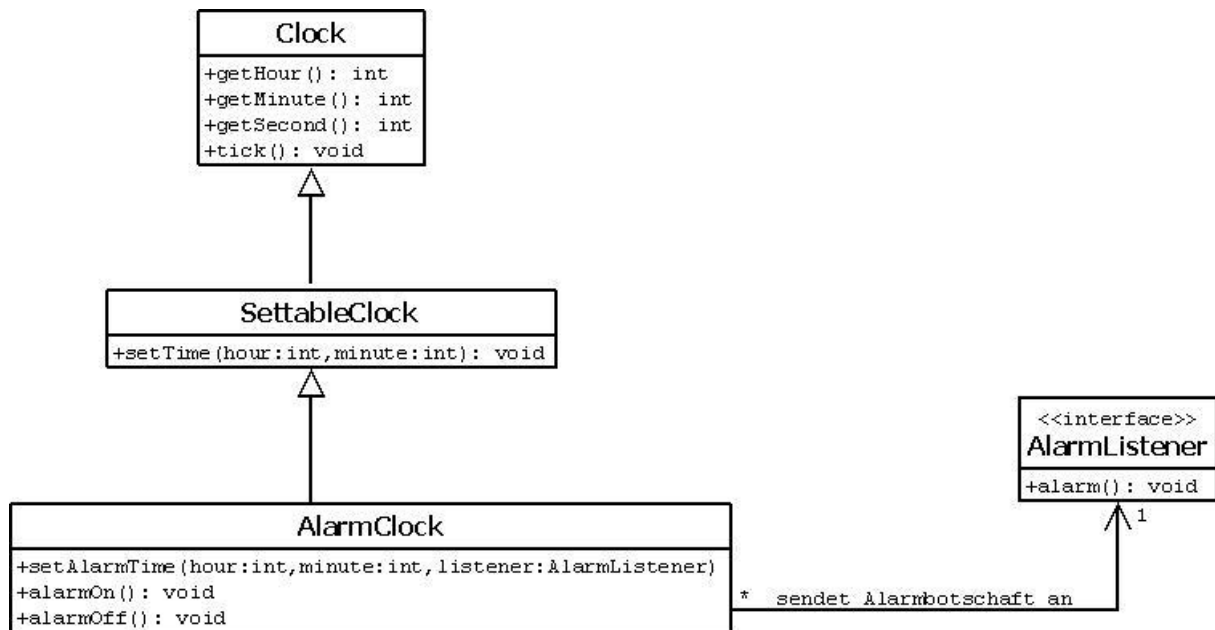 Clock
+getHour(): int
+getMinute(): int
+getSecond(): int
+tick(): void
SettableClock
+setTime(hour:int,minute:int): void
<<interface>>
AlarmListener
+alarm(): void
1
AlarmClock
+setAlarmTime(hour:int,minute:int,listener:AlarmListener)
+alarmOn(): void
+alarmOff(): void
* sendet Alarmbotschaft an